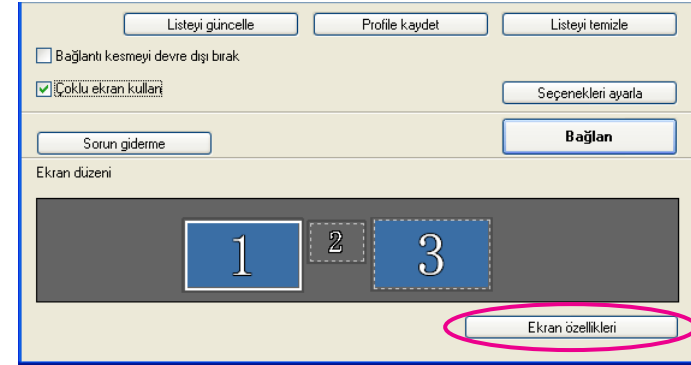 Listeyi güncelle Profile kaydet Listeyi temizle
Bağlantı kesmeyi devre dışı bırak
Çoklu ekran kullan
Seçenekleri ayarla
Sorun giderme
Bağlan
Ekran düzeni
1 2 3
Ekran özellikleri